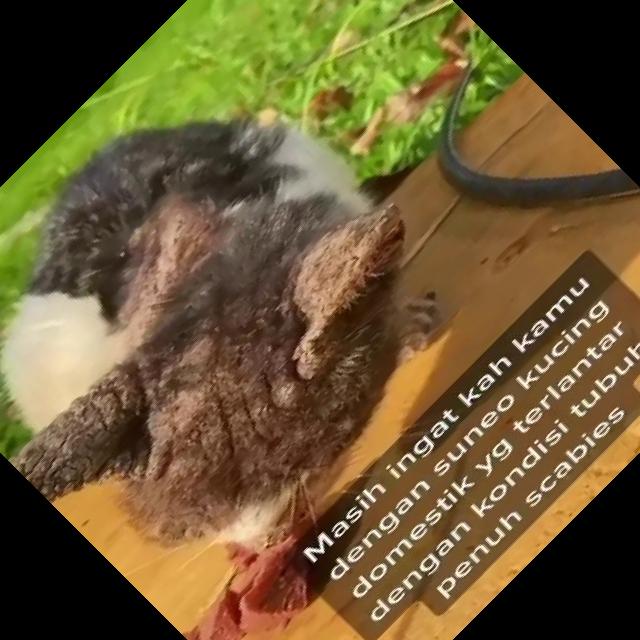 Masih ingat kah kamu
dengan suneo kucing
domestik yg terlantar
dengan kondisi tubuh
penuh scabies